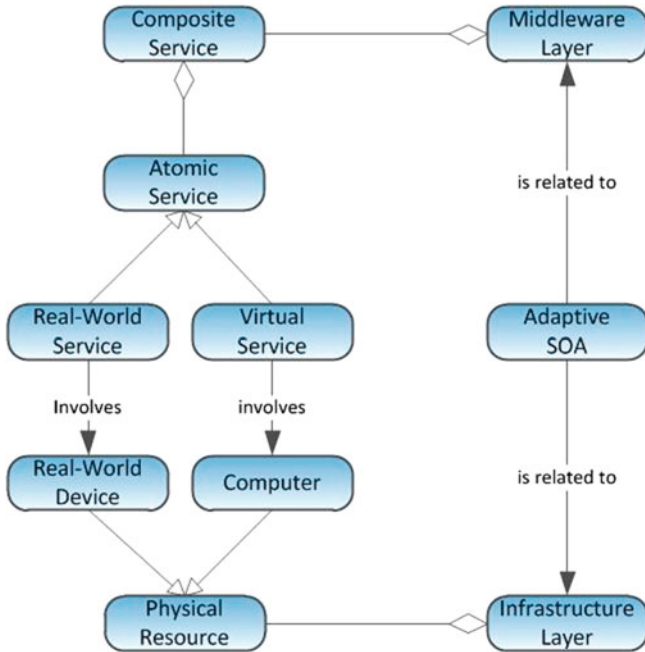 Composite
Service
Middleware
Layer
Atomic
Service
is related to
Real-World
Service
Virtual
Service
Adaptive
SOA
Involves
involves
Real-World
Device
Computer
is related to
Physical
Resource
Infrastructure
Layer